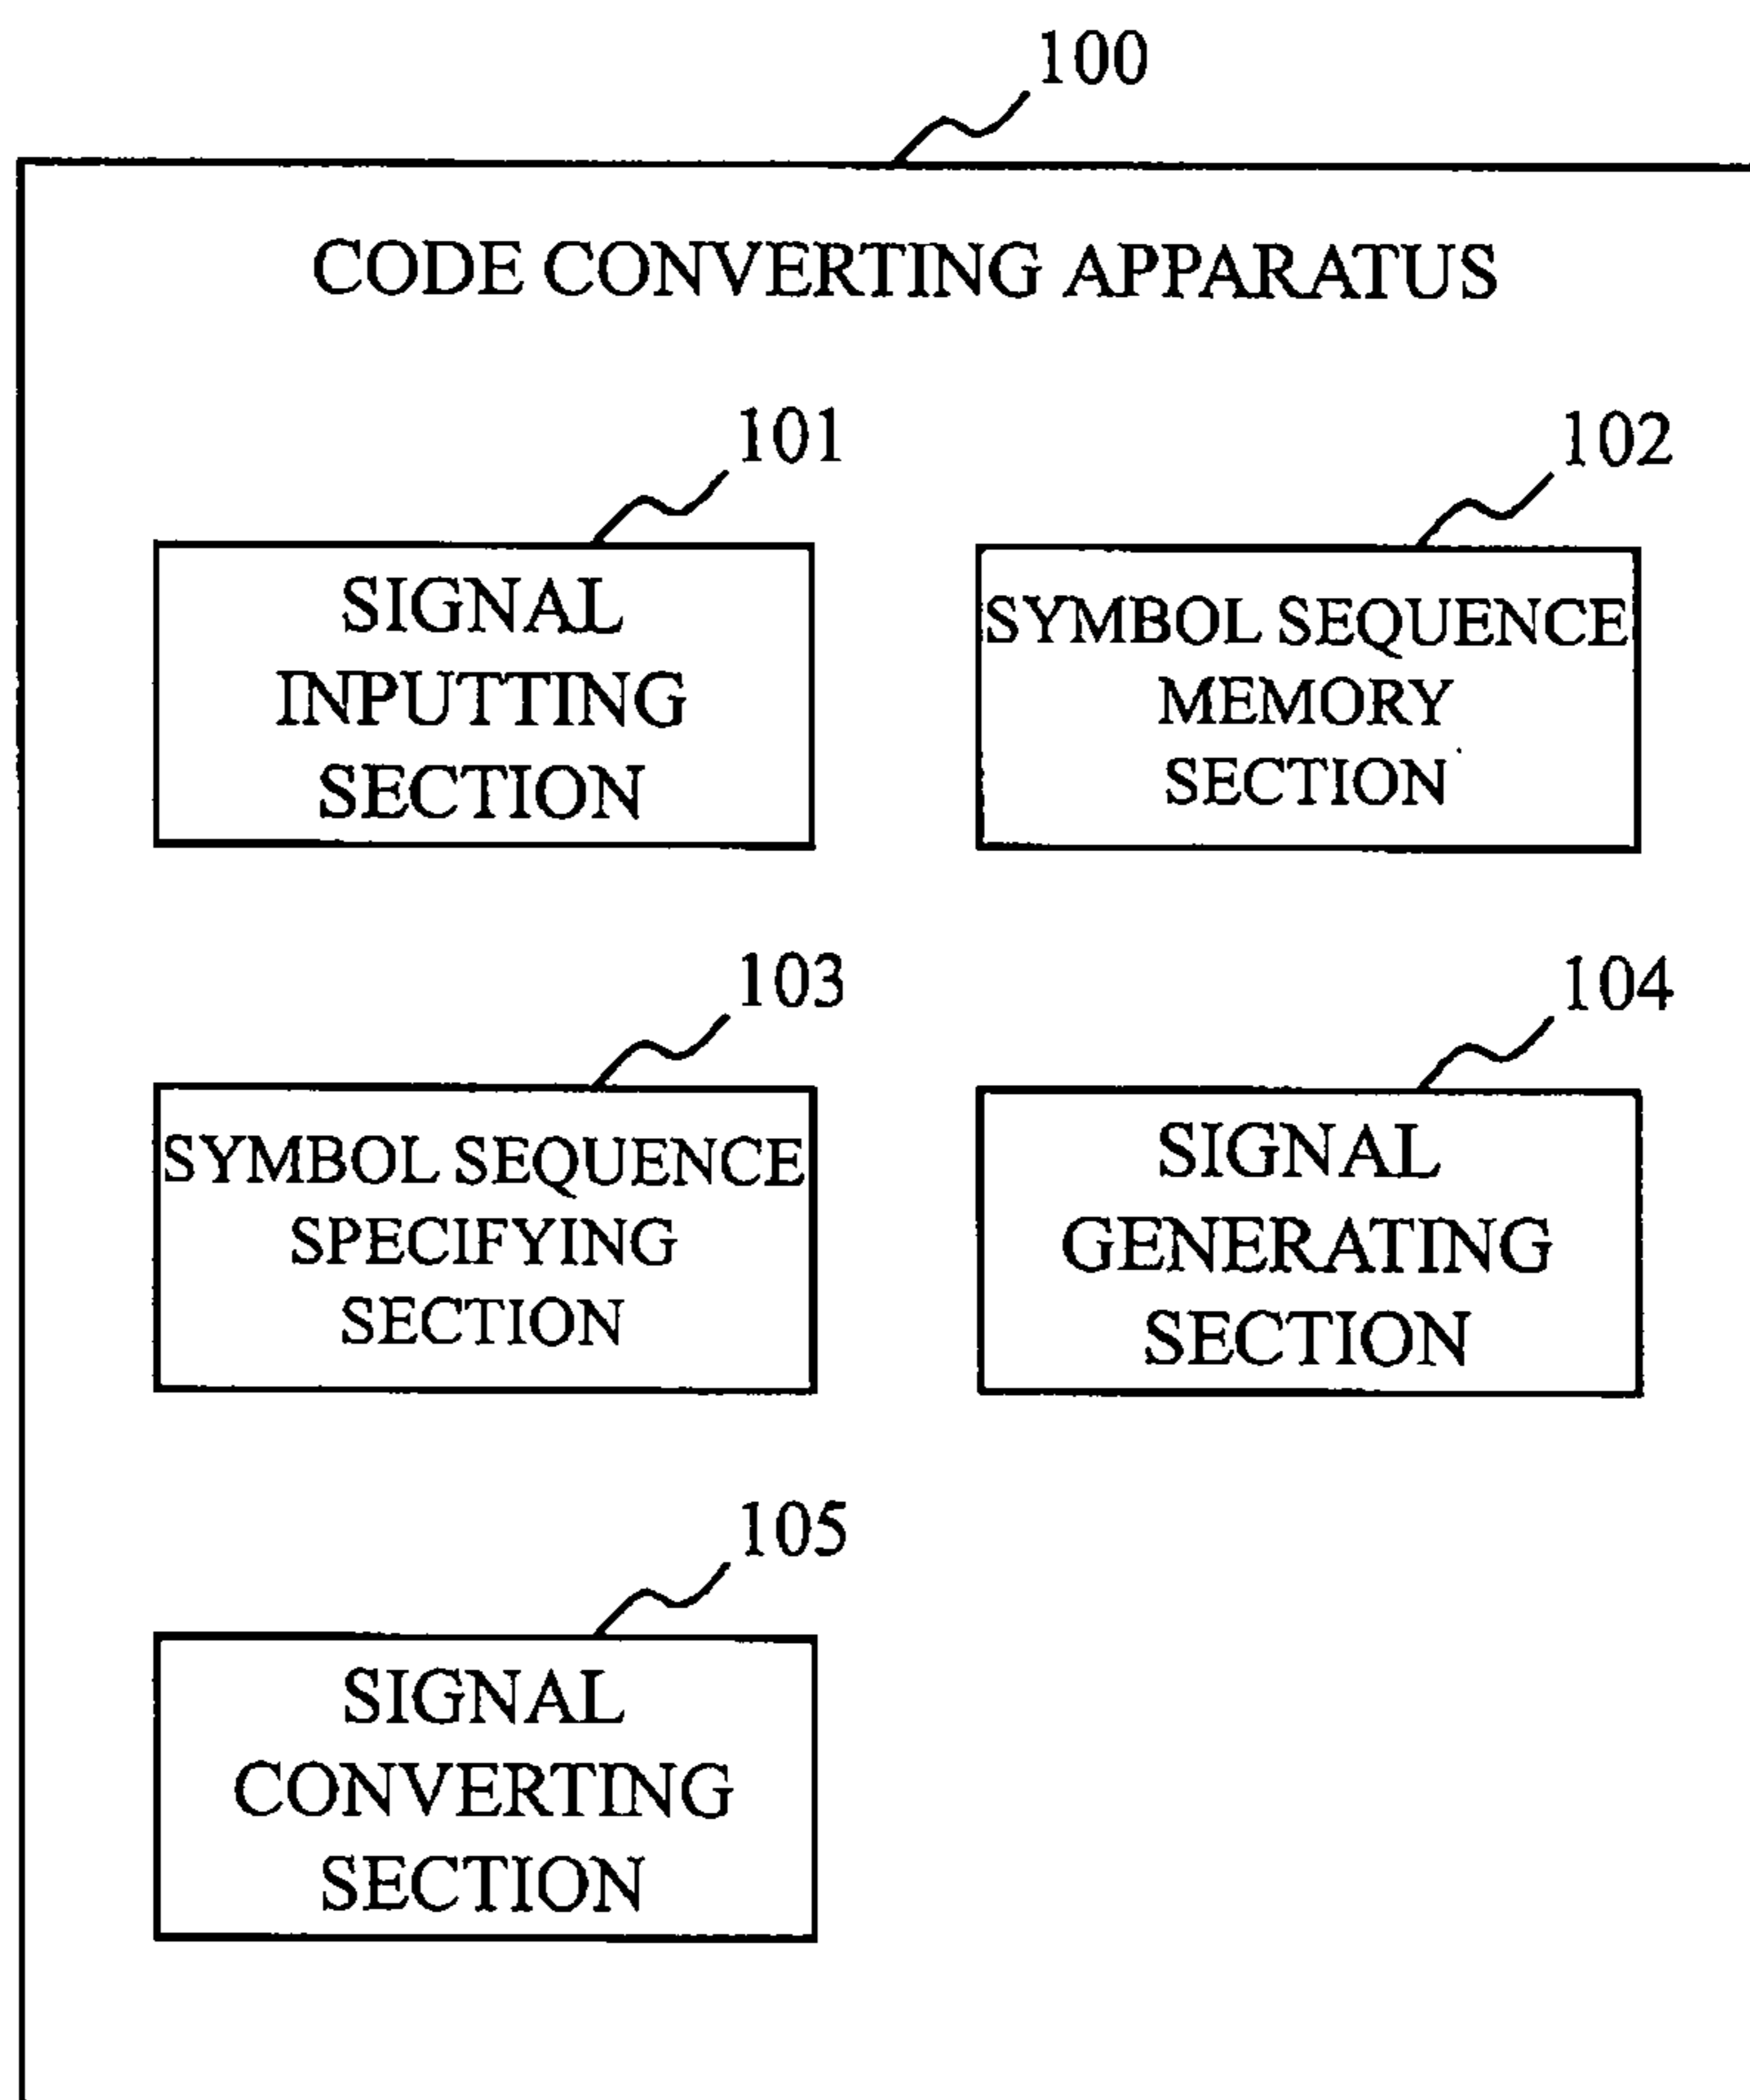 100
CODE CONVERTING APPARATUS
101
SIGNAL
INPUTTING
SECTION
102
SYMBOL SEQUENCE
MEMORY
SECTION
103
SYMBOL SEQUENCE
SPECIFYING
SECTION
104
SIGNAL
GENERATING
SECTION
105
SIGNAL
CONVERTING
SECTION